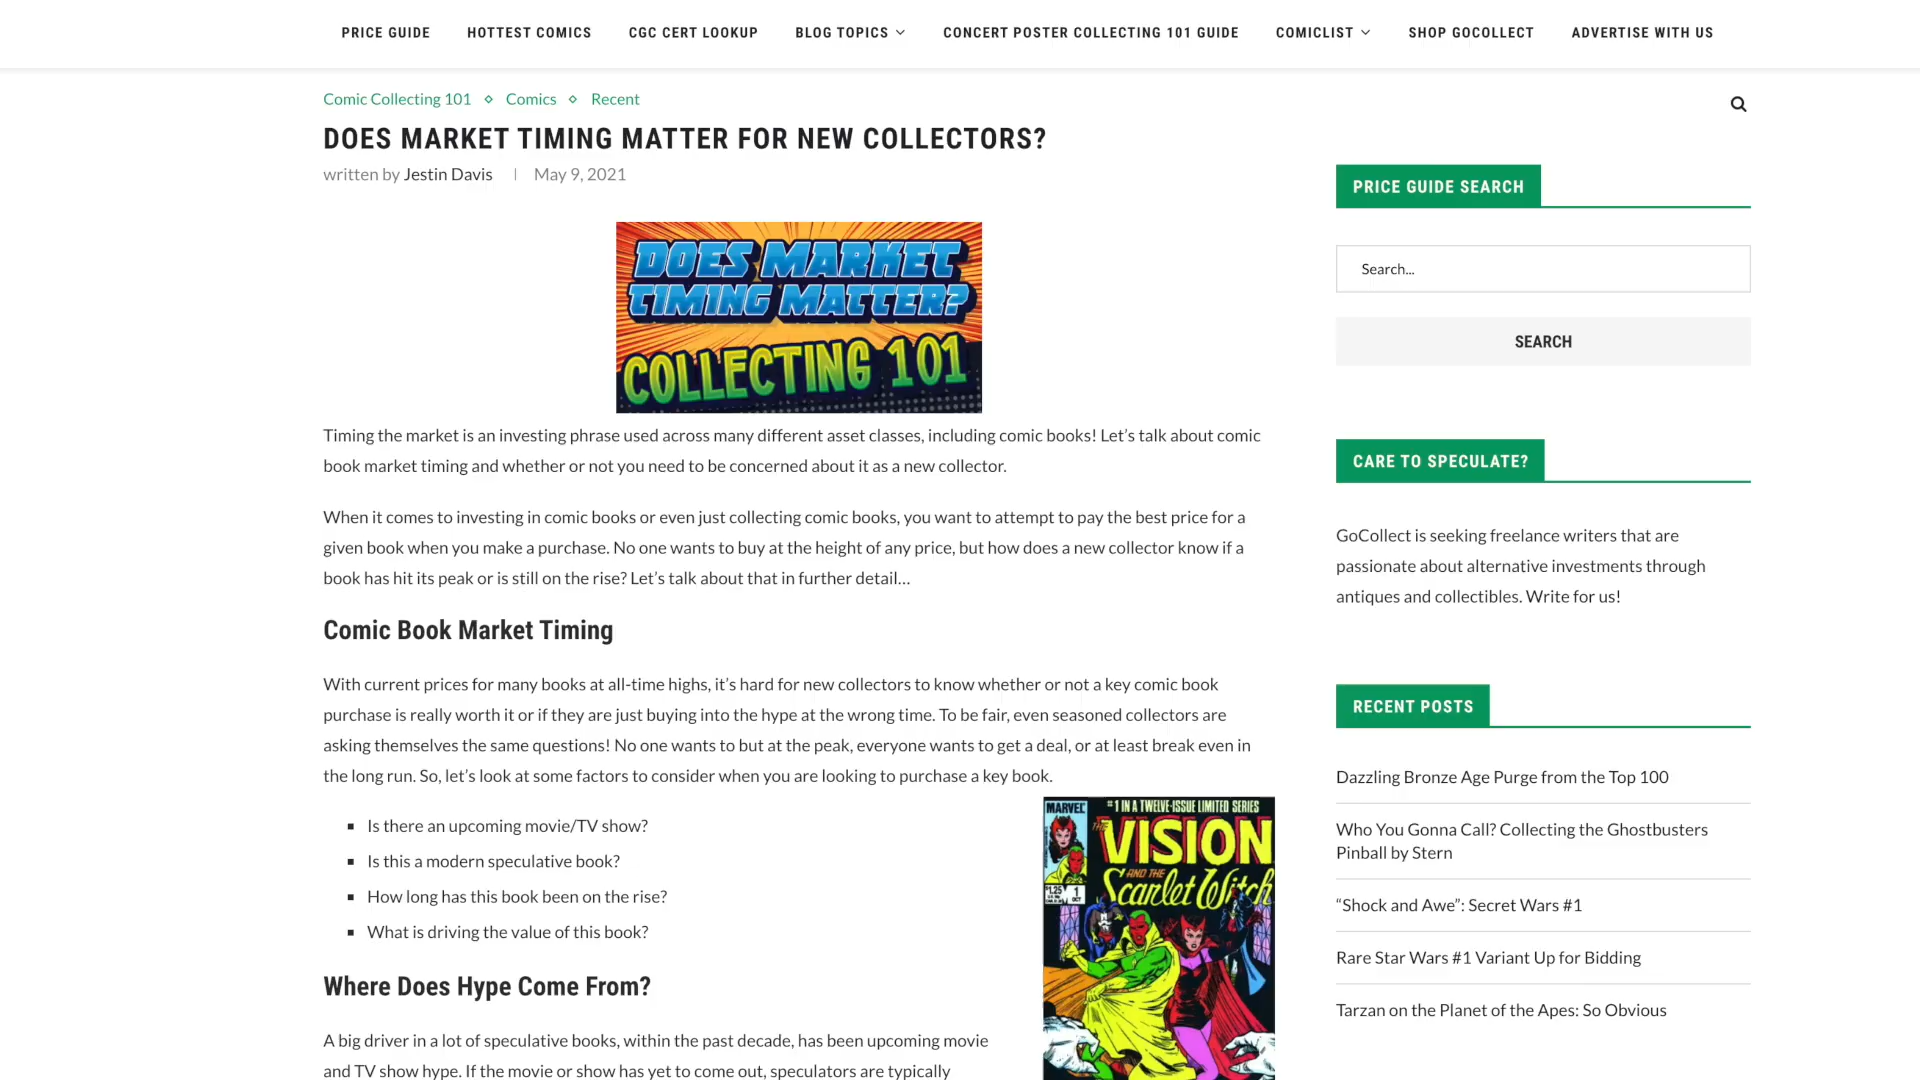 PRICE GUIDE HOTTEST COMICS CGC CERT LOOKUP BLOG TOPICS CONCERT POSTER COLLECTING 101 GUIDE COMICLIST SHOP GOCOLLECT ADVERTISE WITH US
Comic Collecting 101 Comics Recent
DOES MARKET TIMING MATTER FOR NEW COLLECTORS?
written by Jestin Davis May 9, 2021
DOES MARKET
TIMING MATTER?
COLLECTING 101
Timing the market is an investing phrase used across many different asset classes, including comic books! Let’s talk about comic
book market timing and whether or not you need to be concerned about it as a new collector.
When it comes to investing in comic books or even just collecting comic books, you want to attempt to pay the best price for a
given book when you make a purchase. No one wants to buy at the height of any price, but how does a new collector know if a
book has hit its peak or is still on the rise? Let’s talk about that in further detail…
Comic Book Market Timing
With current prices for many books at all-time highs, it’s hard for new collectors to know whether or not a key comic book
purchase is really worth it or if they are just buying into the hype at the wrong time. To be fair, even seasoned collectors are
asking themselves the same questions! No one wants to but at the peak, everyone wants to get a deal, or at least break even in
the long run. So, let’s look at some factors to consider when you are looking to purchase a key book.
Is there an upcoming movie/TV show?
Is this a modern speculative book?
How long has this book been on the rise?
What is driving the value of this book?
MARVEL #1 IN A TWELVE-ISSUE LIMITED SERIES
THE VISION
AND THE
Scarlet Witch
$1.25 1
OCT
Where Does Hype Come From?
A big driver in a lot of speculative books, within the past decade, has been upcoming movie
and TV show hype. If the movie or show has yet to come out, speculators are typically
PRICE GUIDE SEARCH
Search...
SEARCH
CARE TO SPECULATE?
GoCollect is seeking freelance writers that are
passionate about alternative investments through
antiques and collectibles. Write for us!
RECENT POSTS
Dazzling Bronze Age Purge from the Top 100
Who You Gonna Call? Collecting the Ghostbusters
Pinball by Stern
“Shock and Awe”: Secret Wars #1
Rare Star Wars #1 Variant Up for Bidding
Tarzan on the Planet of the Apes: So Obvious